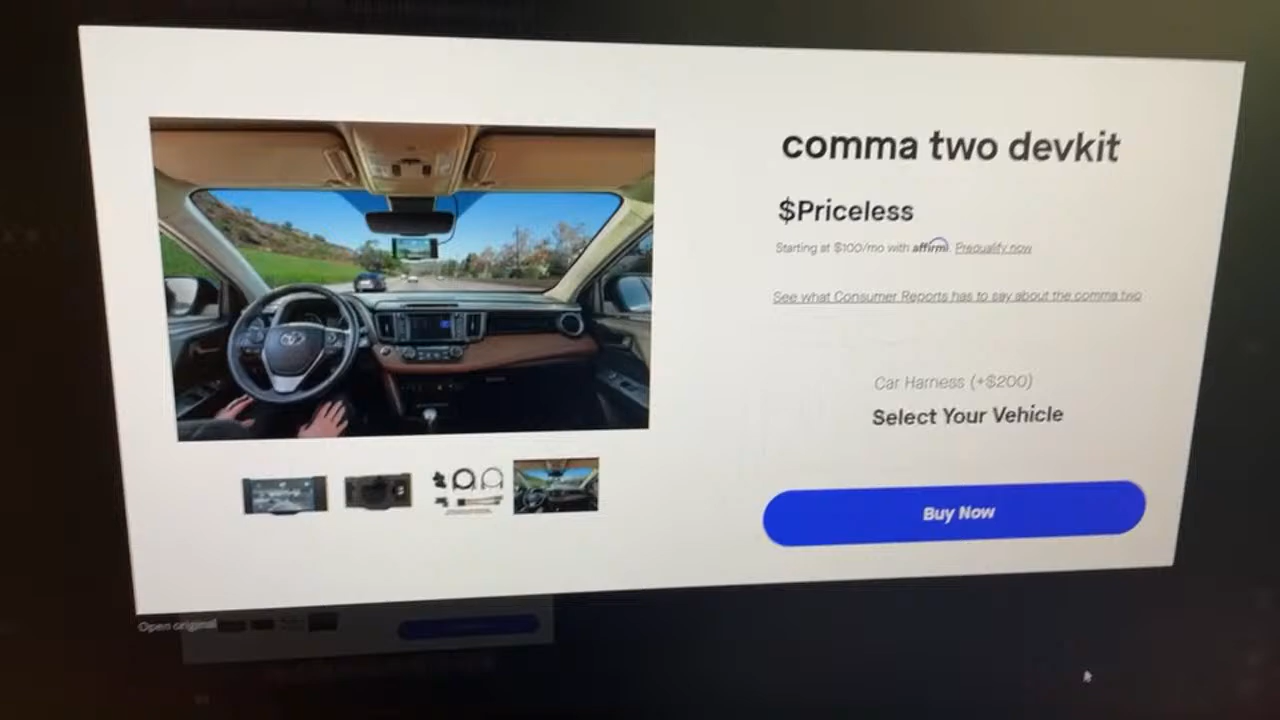 comma two devkit
$Priceless
Starting at $100/mo with affirm. Prequalify now
See what Consumer Reports has to say about the comma two
Car Harness (+$200)
Select Your Vehicle
Buy Now
Open original